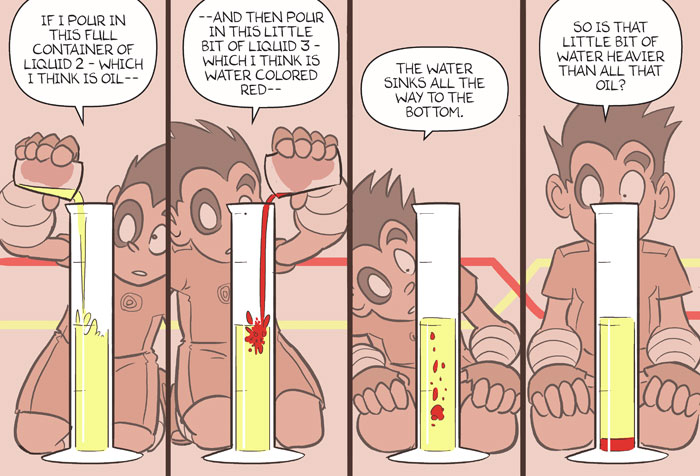 IF I POUR IN
THIS FULL
CONTAINER OF
LIQUID 2 - WHICH
I THINK IS OIL--
--AND THEN POUR
IN THIS LITTLE
BIT OF LIQUID 3 -
WHICH I THINK IS
WATER COLORED
RED--
THE WATER
SINKS ALL THE
WAY TO THE
BOTTOM.
SO IS THAT
LITTLE BIT OF
WATER HEAVIER
THAN ALL THAT
OIL?